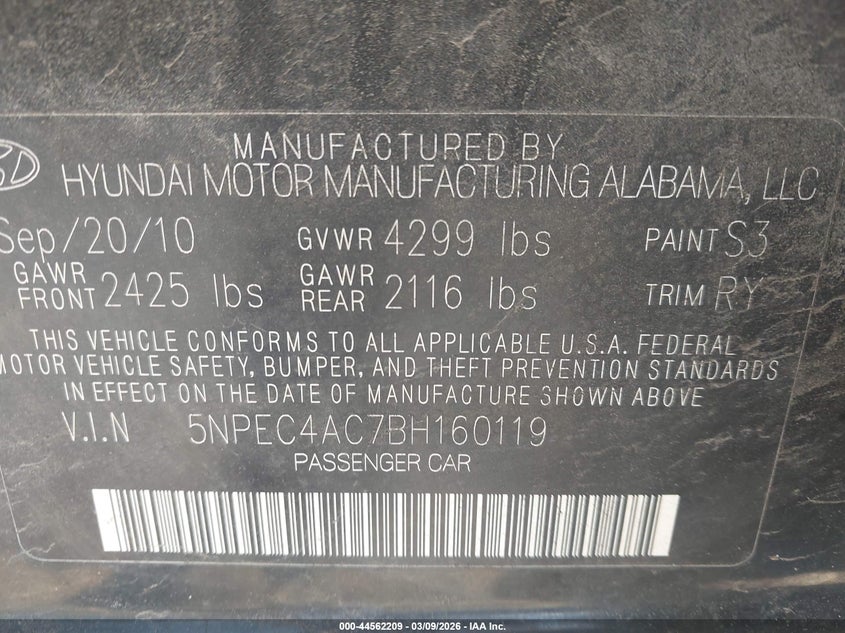 MANUFACTURED BY
HYUNDAI MOTOR MANUFACTURING ALABAMA, LLC
Sep/20/10 GVWR 4299 lbs PAINT S3
GAWR FRONT 2425 lbs GAWR REAR 2116 lbs TRIM RY
THIS VEHICLE CONFORMS TO ALL APPLICABLE U.S.A. FEDERAL
MOTOR VEHICLE SAFETY, BUMPER, AND THEFT PREVENTION STANDARDS
IN EFFECT ON THE DATE OF MANUFACTURE SHOWN ABOVE
V.I.N 5NPEC4AC7BH160119
PASSENGER CAR
000-44562209 - 03/09/2026 - IAA Inc.